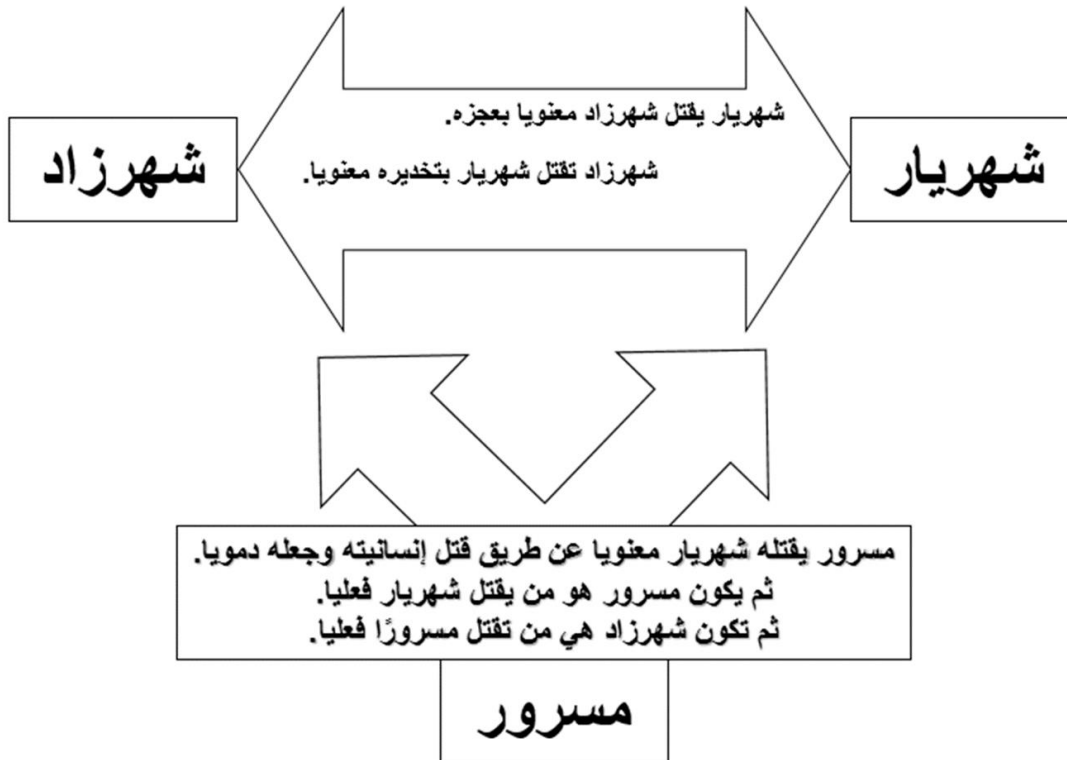 شهريار يقتل شهرزاد معنويا بعجزه.
شهريار
شهرزاد
شهرزاد تقتل شهريار بتخديره معنويا.
مسرور يقتله شهريار معنويا عن طريق قتل إنسانيته وجعله دمويا.
ثم يكون مسرور هو من يقتل شهريار فعليا.
ثم تكون شهرزاد هي من تقتل مسرورًا فعليا.
مسرور